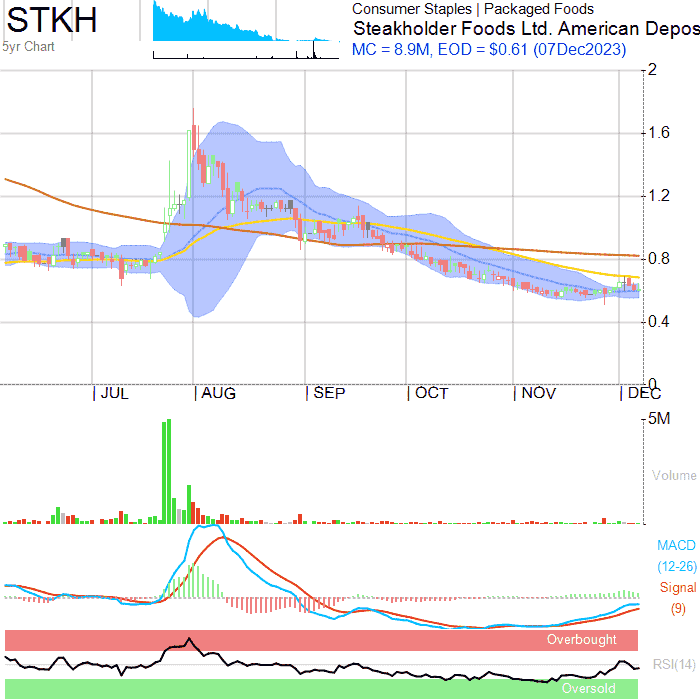 STKH
5yr Chart
Consumer Staples | Packaged Foods
Steakholder Foods Ltd. American Depos
MC = 8.9M, EOD = $0.61 (07Dec2023)
2
1.6
1.2
0.8
0.4
0
JUL AUG SEP OCT NOV DEC
5M
Volume
MACD
(12-26)
Signal
(9)
Overbought
RSI(14)
Oversold